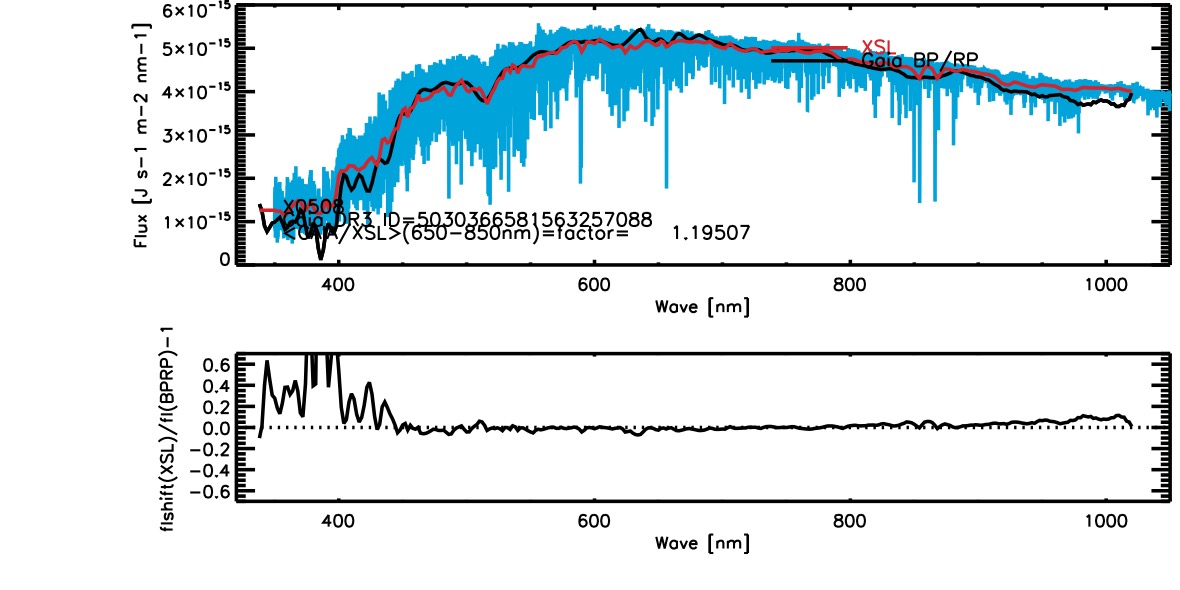 6×10⁻¹⁵
5×10⁻¹⁵
4×10⁻¹⁵
3×10⁻¹⁵
2×10⁻¹⁵
1×10⁻¹⁵
0
Flux [J s−1 m−2 nm−1]
XSL
Gaia BP/RP
X0508
Gaia DR3 ID=5030366581563257088
<GAIA/XSL>(650−850nm)=factor= 1.19507
400 600 800 1000
Wave [nm]
flshift(XSL)/fl(BPRP)−1
0.6
0.4
0.2
0.0
−0.2
−0.4
−0.6
400 600 800 1000
Wave [nm]